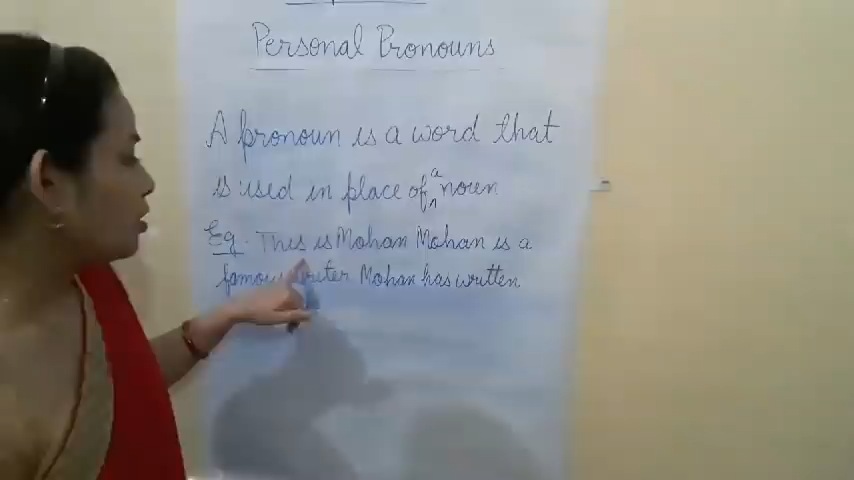 Personal Pronouns
A pronoun is a word that
is used in place of a noun
Eg. This is Mohan Mohan is a
famous writer Mohan has written